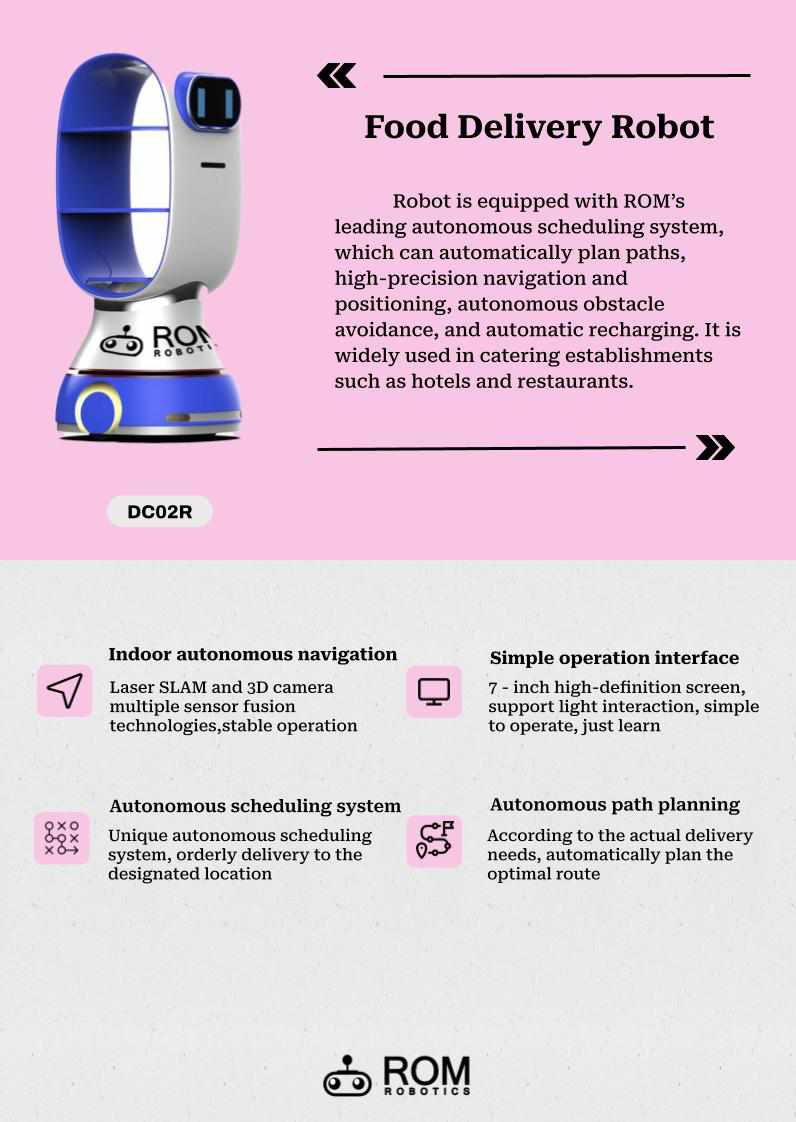 Food Delivery Robot
Robot is equipped with ROM’s
leading autonomous scheduling system,
which can automatically plan paths,
high-precision navigation and
positioning, autonomous obstacle
avoidance, and automatic recharging. It is
widely used in catering establishments
such as hotels and restaurants.
ROM
ROBOTI
DC02R
Indoor autonomous navigation
Laser SLAM and 3D camera
multiple sensor fusion
technologies,stable operation
Simple operation interface
7 - inch high-definition screen,
support light interaction, simple
to operate, just learn
Autonomous scheduling system
Unique autonomous scheduling
system, orderly delivery to the
designated location
Autonomous path planning
According to the actual delivery
needs, automatically plan the
optimal route
ROM
ROBOTICS